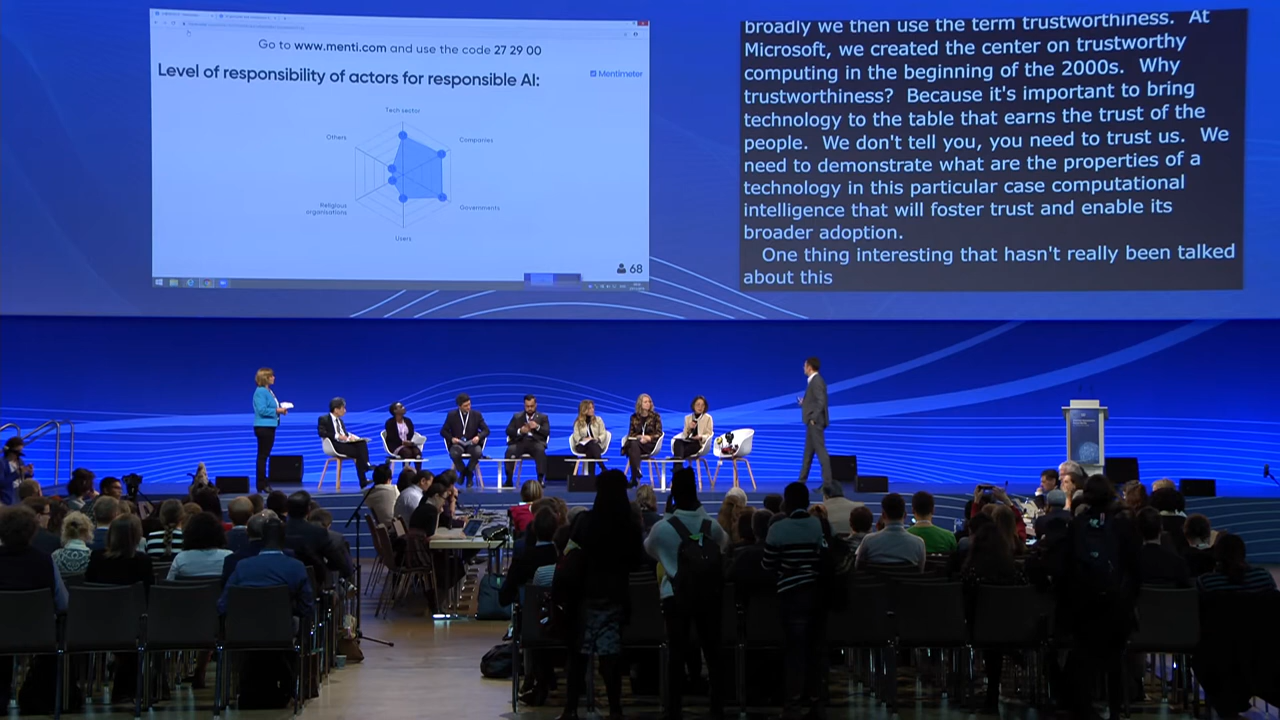 Go to www.menti.com and use the code 27 29 00
Level of responsibility of actors for responsible AI:
Mentimeter
Tech sector
Others
Companies
Religious
organisations
Governments
Users
68
broadly we then use the term trustworthiness. At
Microsoft, we created the center on trustworthy
computing in the beginning of the 2000s. Why
trustworthiness? Because it's important to bring
technology to the table that earns the trust of the
people. We don't tell you, you need to trust us. We
need to demonstrate what are the properties of a
technology in this particular case computational
intelligence that will foster trust and enable its
broader adoption.
One thing interesting that hasn't really been talked
about this